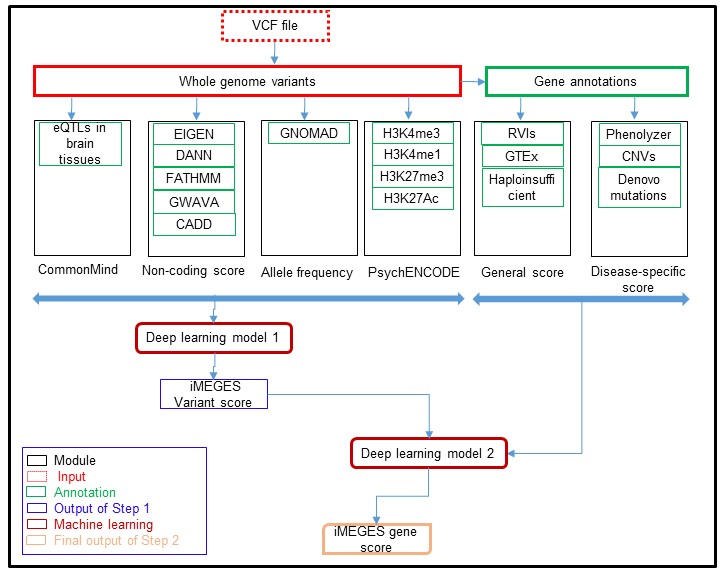 VCF file
Whole genome variants
Gene annotations
eQTLs in
brain
tissues
EIGEN
DANN
FATHMM
GWAVA
CADD
GNOMAD
H3K4me3
H3K4me1
H3K27me3
H3K27Ac
RVIs
GTEx
Haploinsuffi
cient
Phenolyzer
CNVs
Denovo
mutations
CommonMind
Non-coding score
Allele frequency
PsychENCODE
General score
Disease-specific
score
Deep learning model 1
iMEGES
Variant score
Deep learning model 2
iMEGES gene
score
Module
Input
Annotation
Output of Step 1
Machine learning
Final output of Step 2